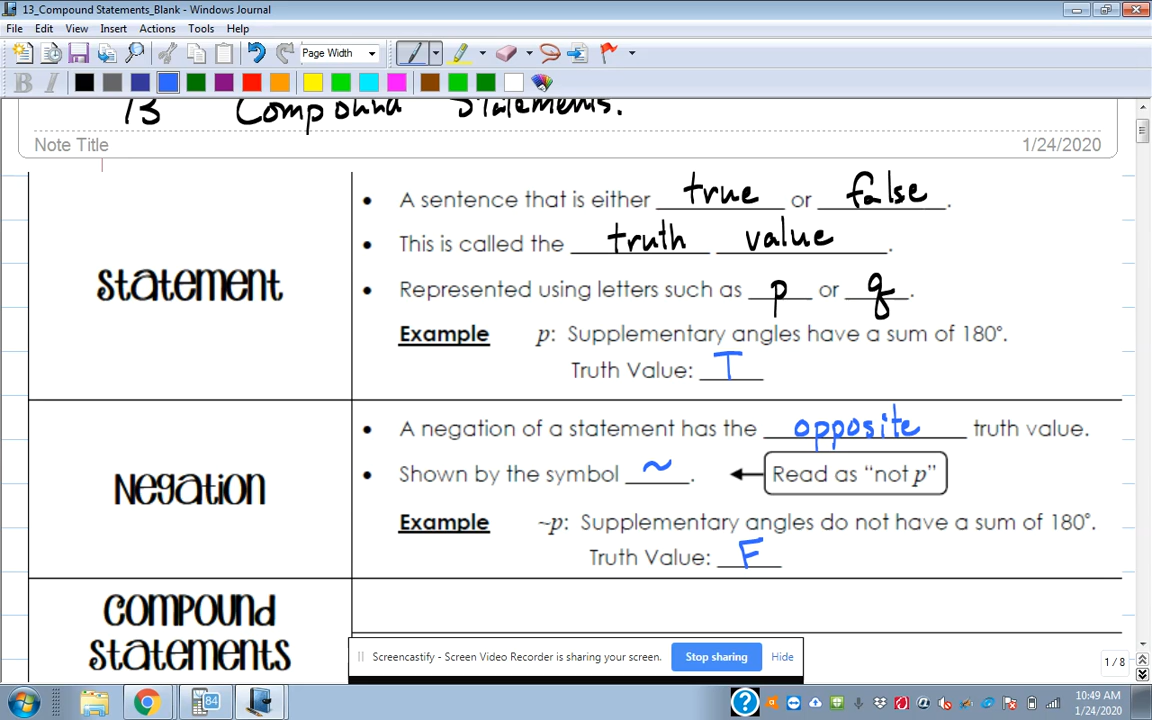 13_Compound Statements_Blank - Windows Journal
File Edit View Insert Actions Tools Help
Page Width
B I
13 Compound Statements.
Note Title 1/24/2020
Statement
• A sentence that is either true or false.
• This is called the truth value.
• Represented using letters such as p or q.
Example p: Supplementary angles have a sum of 180°.
Truth Value: T
Negation
• A negation of a statement has the opposite truth value.
• Shown by the symbol ~. Read as “not p”
Example ~p: Supplementary angles do not have a sum of 180°.
Truth Value: F
Compound
Statements
Screencastify - Screen Video Recorder is sharing your screen. Stop sharing Hide
1 / 8
84
10:49 AM
1/24/2020